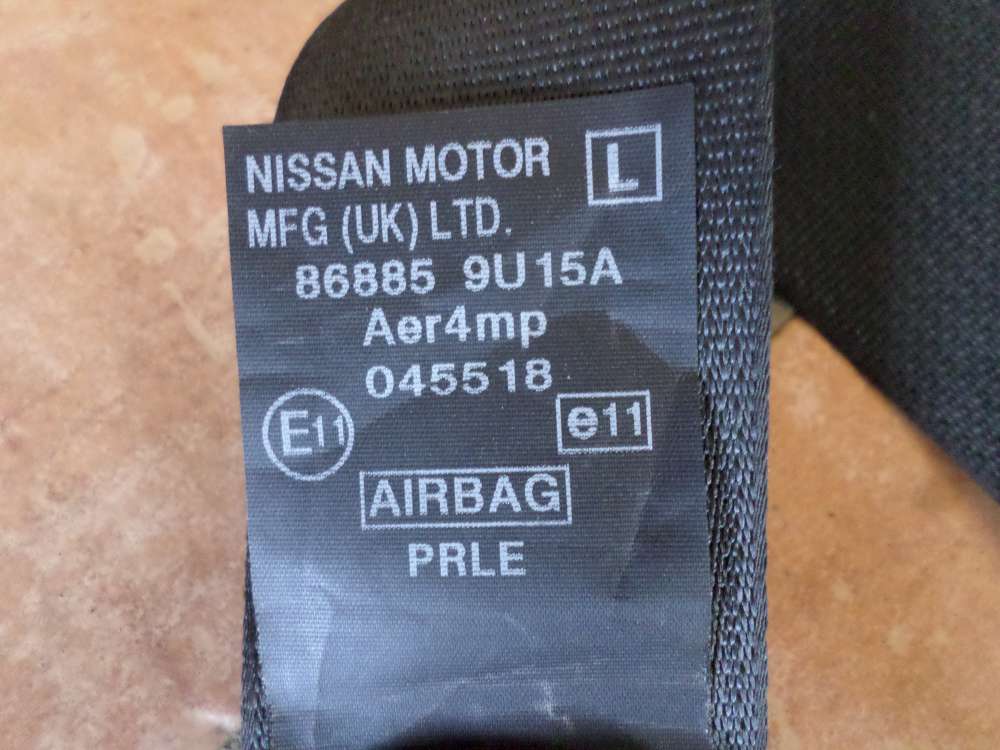 NISSAN MOTOR L
MFG (UK) LTD.
86885 9U15A
Aer4mp
045518
E11 e11
AIRBAG
PRLE